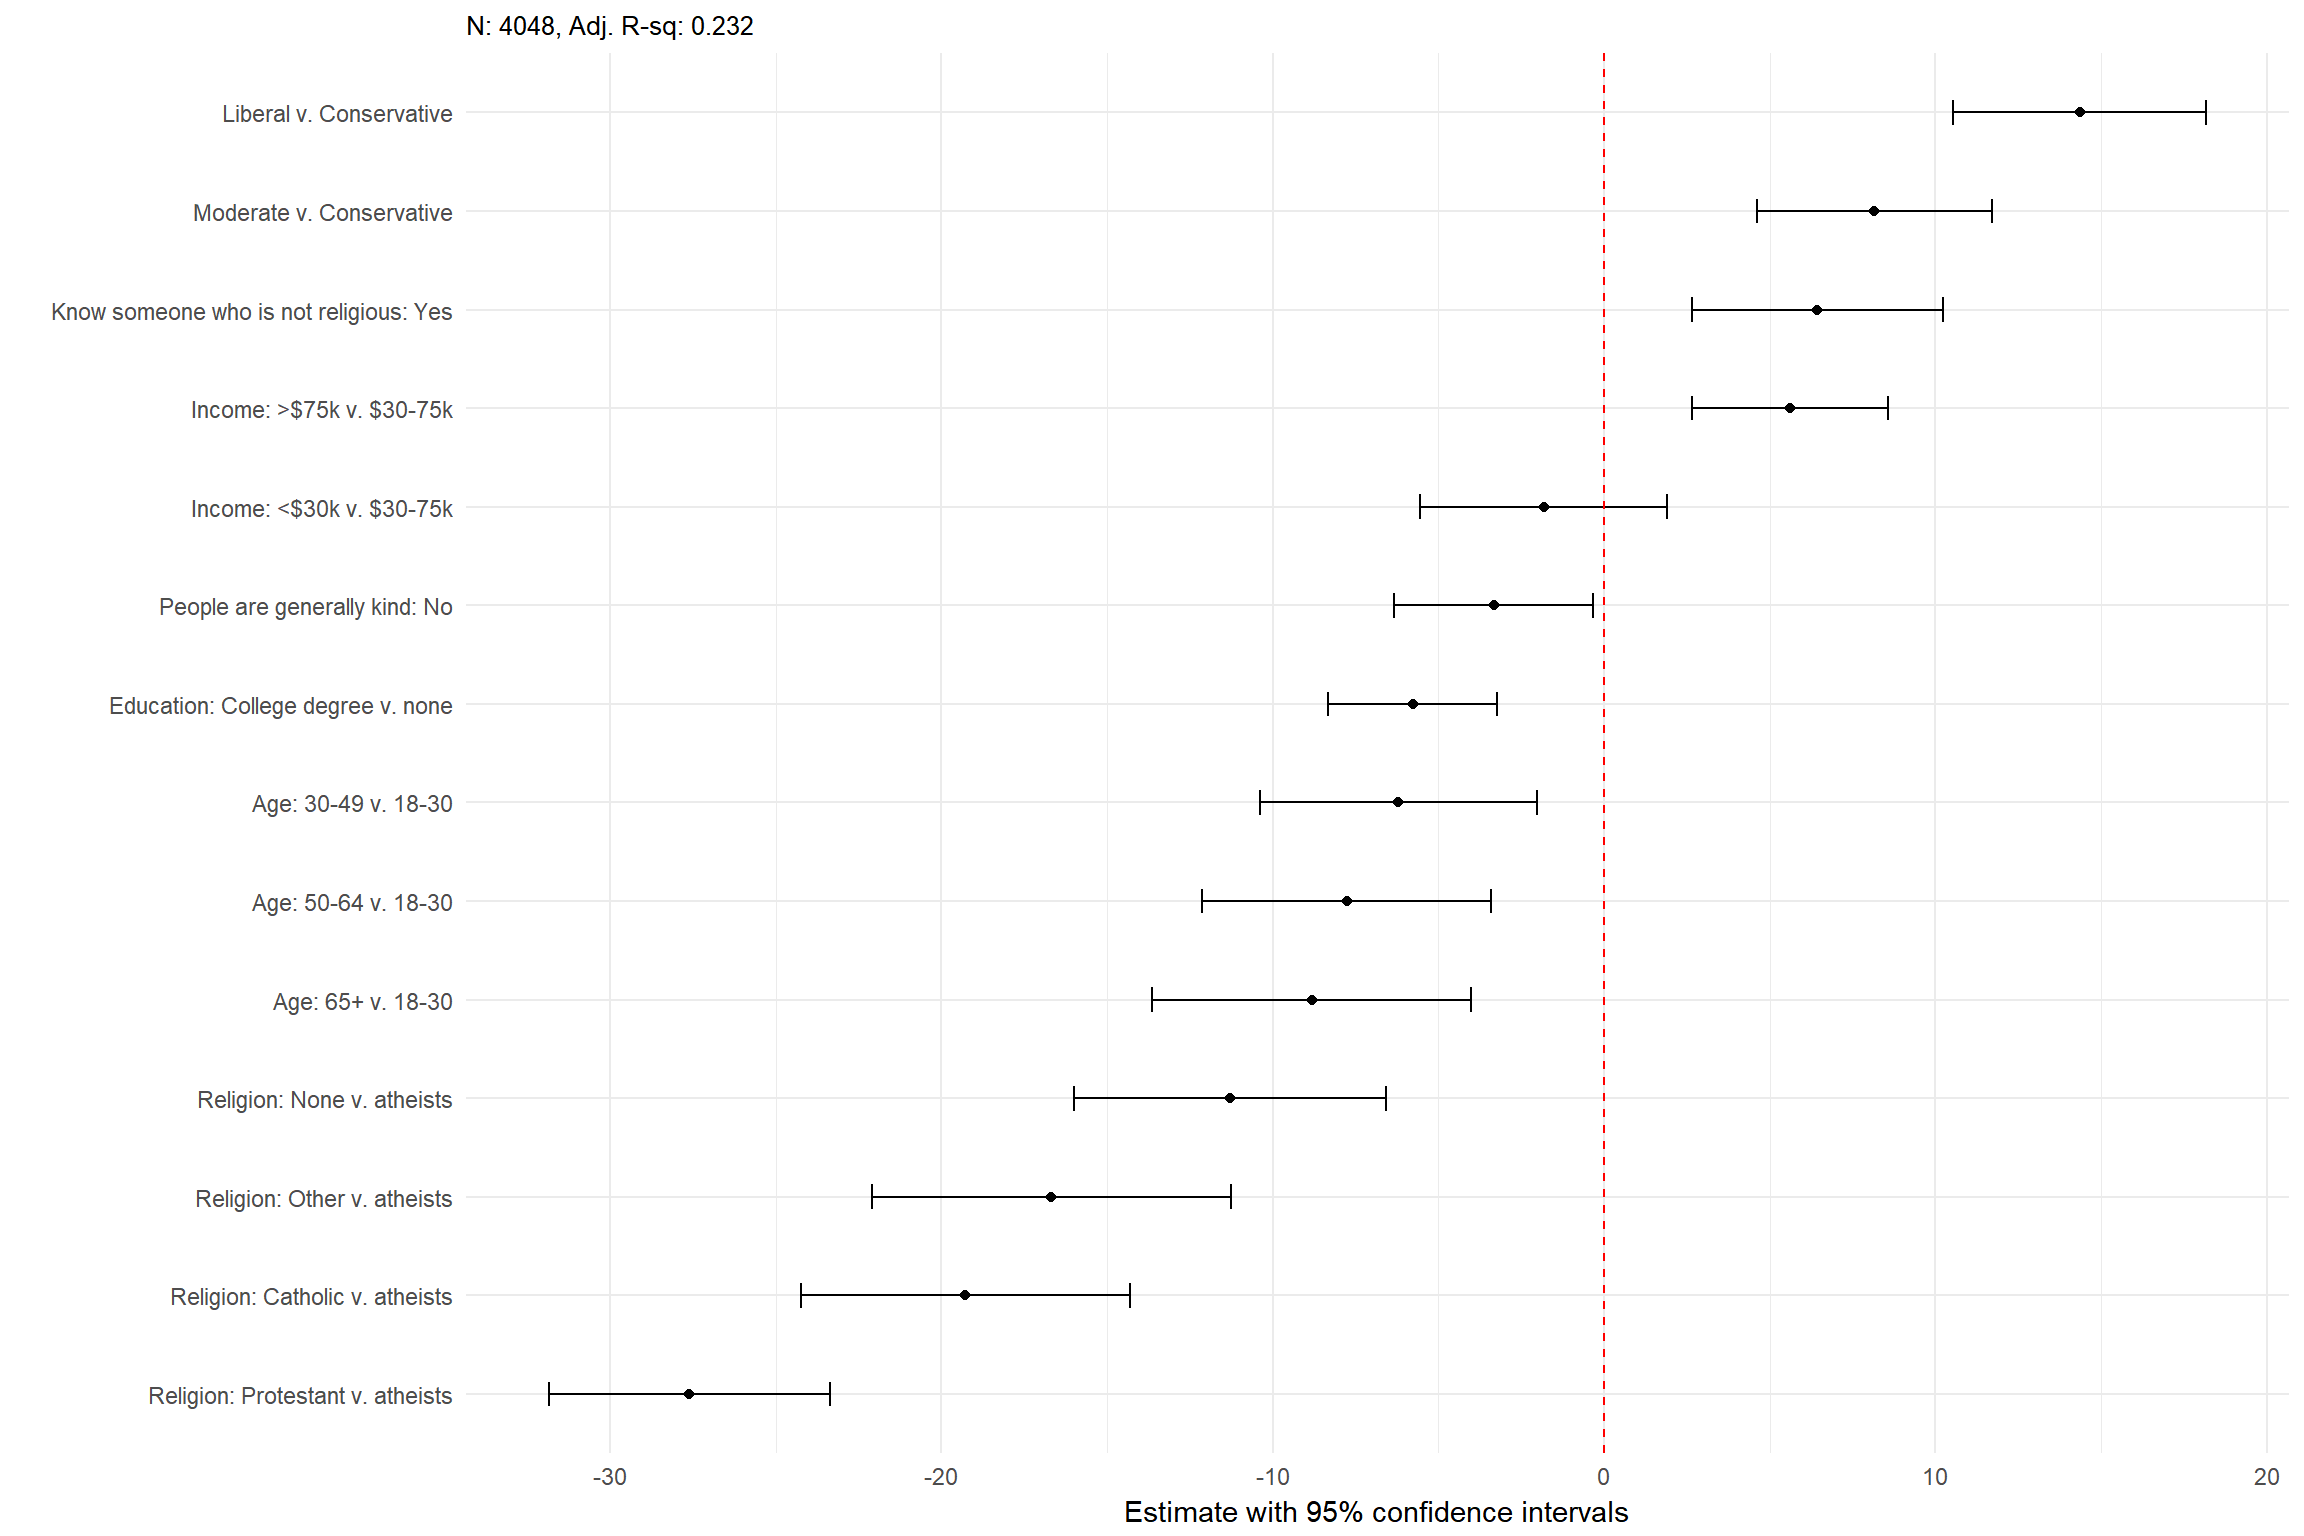 N: 4048, Adj. R-sq: 0.232
Liberal v. Conservative
Moderate v. Conservative
Know someone who is not religious: Yes
Income: >$75k v. $30-75k
Income: <$30k v. $30-75k
People are generally kind: No
Education: College degree v. none
Age: 30-49 v. 18-30
Age: 50-64 v. 18-30
Age: 65+ v. 18-30
Religion: None v. atheists
Religion: Other v. atheists
Religion: Catholic v. atheists
Religion: Protestant v. atheists
-30 -20 -10 0 10 20
Estimate with 95% confidence intervals